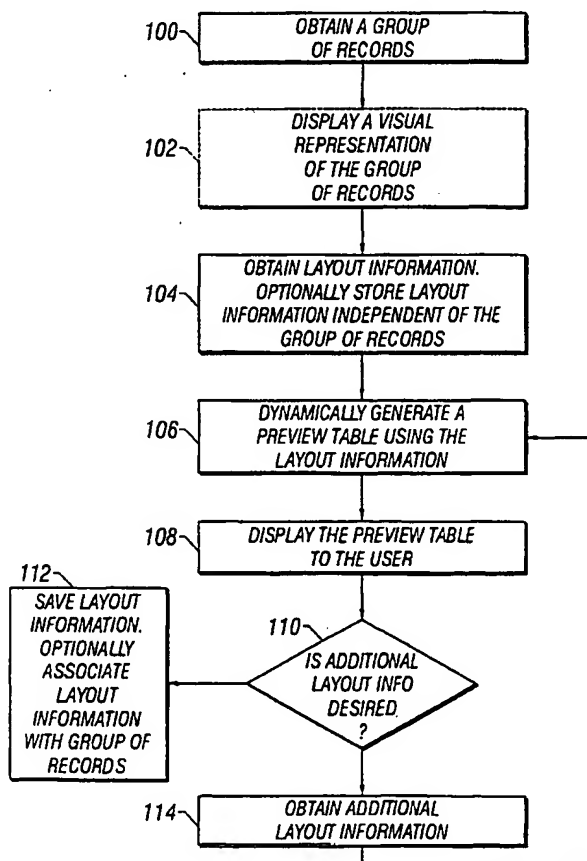 100
OBTAIN A GROUP
OF RECORDS
102
DISPLAY A VISUAL
REPRESENTATION
OF THE GROUP
OF RECORDS
104
OBTAIN LAYOUT INFORMATION.
OPTIONALLY STORE LAYOUT
INFORMATION INDEPENDENT OF THE
GROUP OF RECORDS
106
DYNAMICALLY GENERATE A
PREVIEW TABLE USING THE
LAYOUT INFORMATION
108
DISPLAY THE PREVIEW TABLE
TO THE USER
110
IS ADDITIONAL
LAYOUT INFO
DESIRED
?
112
SAVE LAYOUT
INFORMATION.
OPTIONALLY
ASSOCIATE
LAYOUT
INFORMATION
WITH GROUP OF
RECORDS
114
OBTAIN ADDITIONAL
LAYOUT INFORMATION